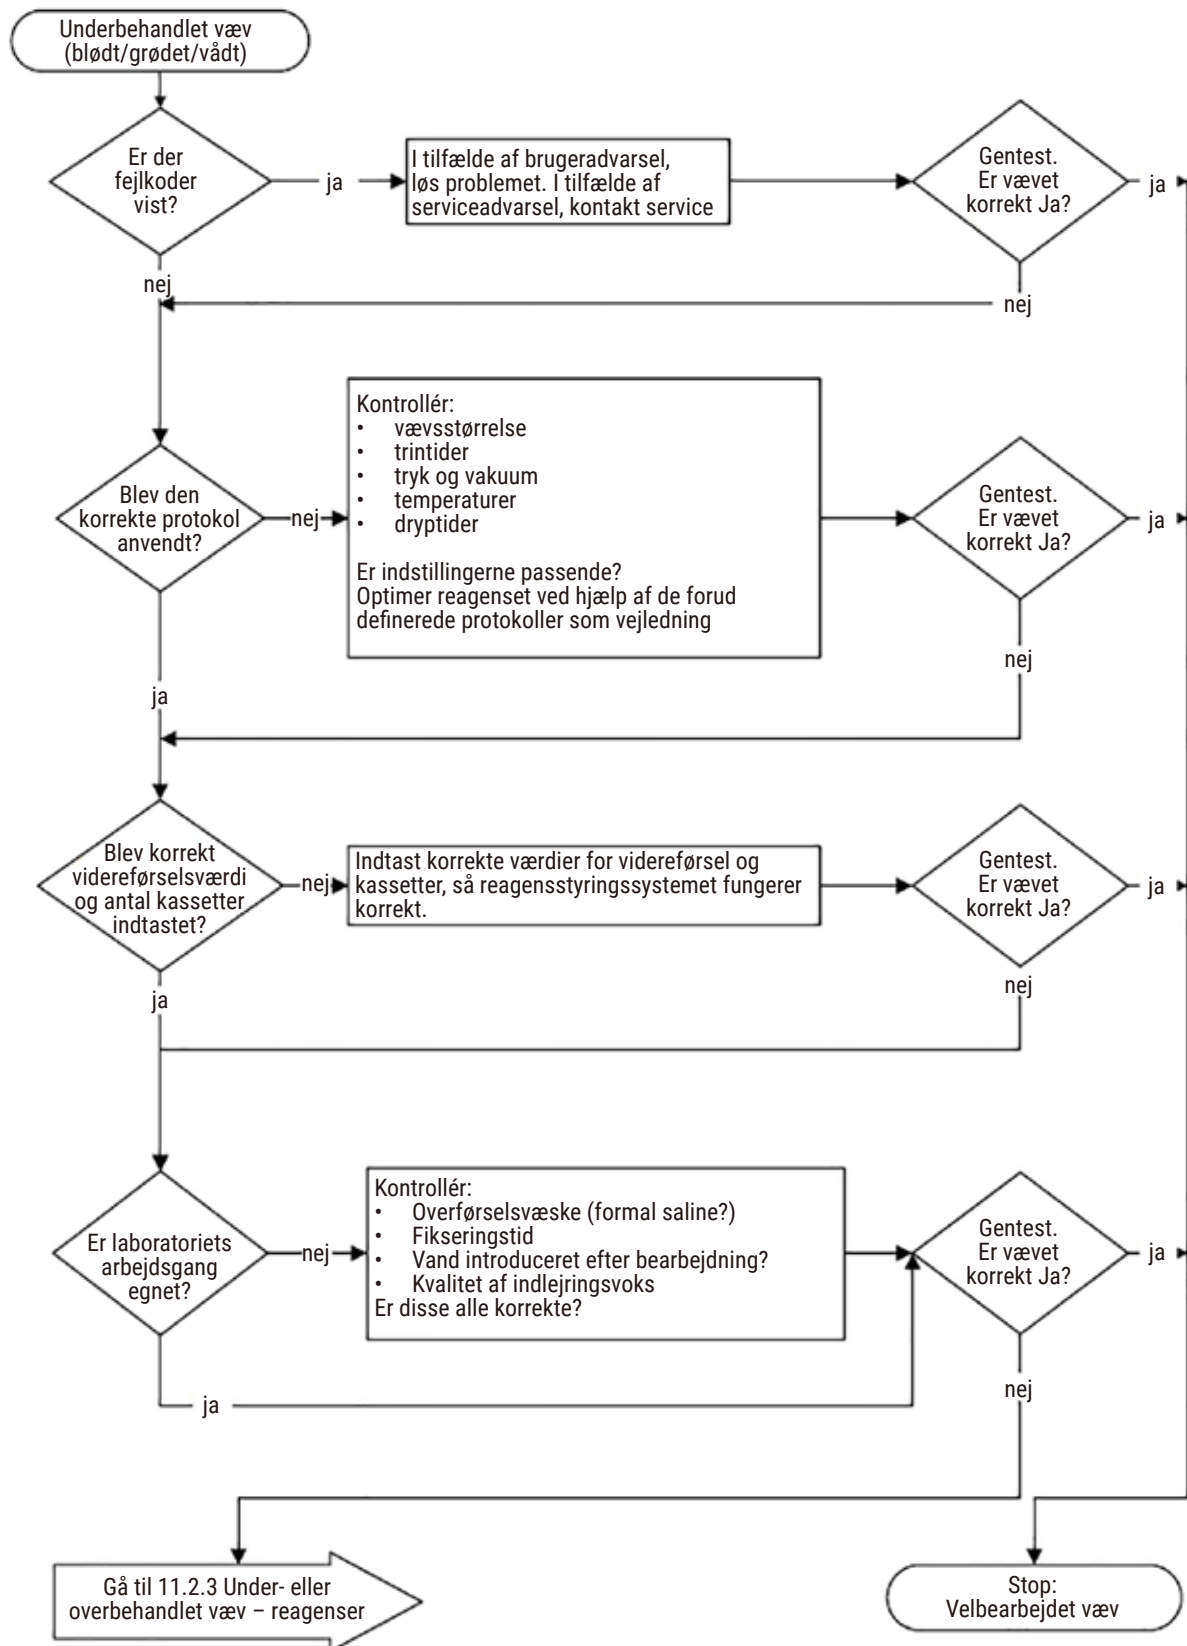 Underbehandlet væv
(blødt/grødet/vådt)
Er der
fejlkoder
vist?
ja
I tilfælde af brugeradvarsel,
løs problemet. I tilfælde af
serviceadvarsel, kontakt service
Gentest.
Er vævet
korrekt Ja?
ja
nej
nej
Blev den
korrekte protokol
anvendt?
nej
Kontrollér:
• vævsstørrelse
• trintider
• tryk og vakuum
• temperaturer
• dryptider
Er indstillingerne passende?
Optimer reagenset ved hjælp af de forud
definerede protokoller som vejledning
Gentest.
Er vævet
korrekt Ja?
ja
nej
ja
Blev korrekt
videreførselsværdi
og antal kassetter
indtastet?
nej
Indtast korrekte værdier for videreførsel og
kassetter, så reagensstyringssystemet fungerer
korrekt.
Gentest.
Er vævet
korrekt Ja?
ja
nej
ja
Er laboratoriets
arbejdsgang
egnet?
nej
Kontrollér:
• Overførselsvæske (formal saline?)
• Fikseringstid
• Vand introduceret efter bearbejdning?
• Kvalitet af indlejringsvoks
Er disse alle korrekte?
Gentest.
Er vævet
korrekt Ja?
ja
nej
ja
Gå til 11.2.3 Under- eller
overbehandlet væv – reagenser
Stop:
Velbearbejdet væv